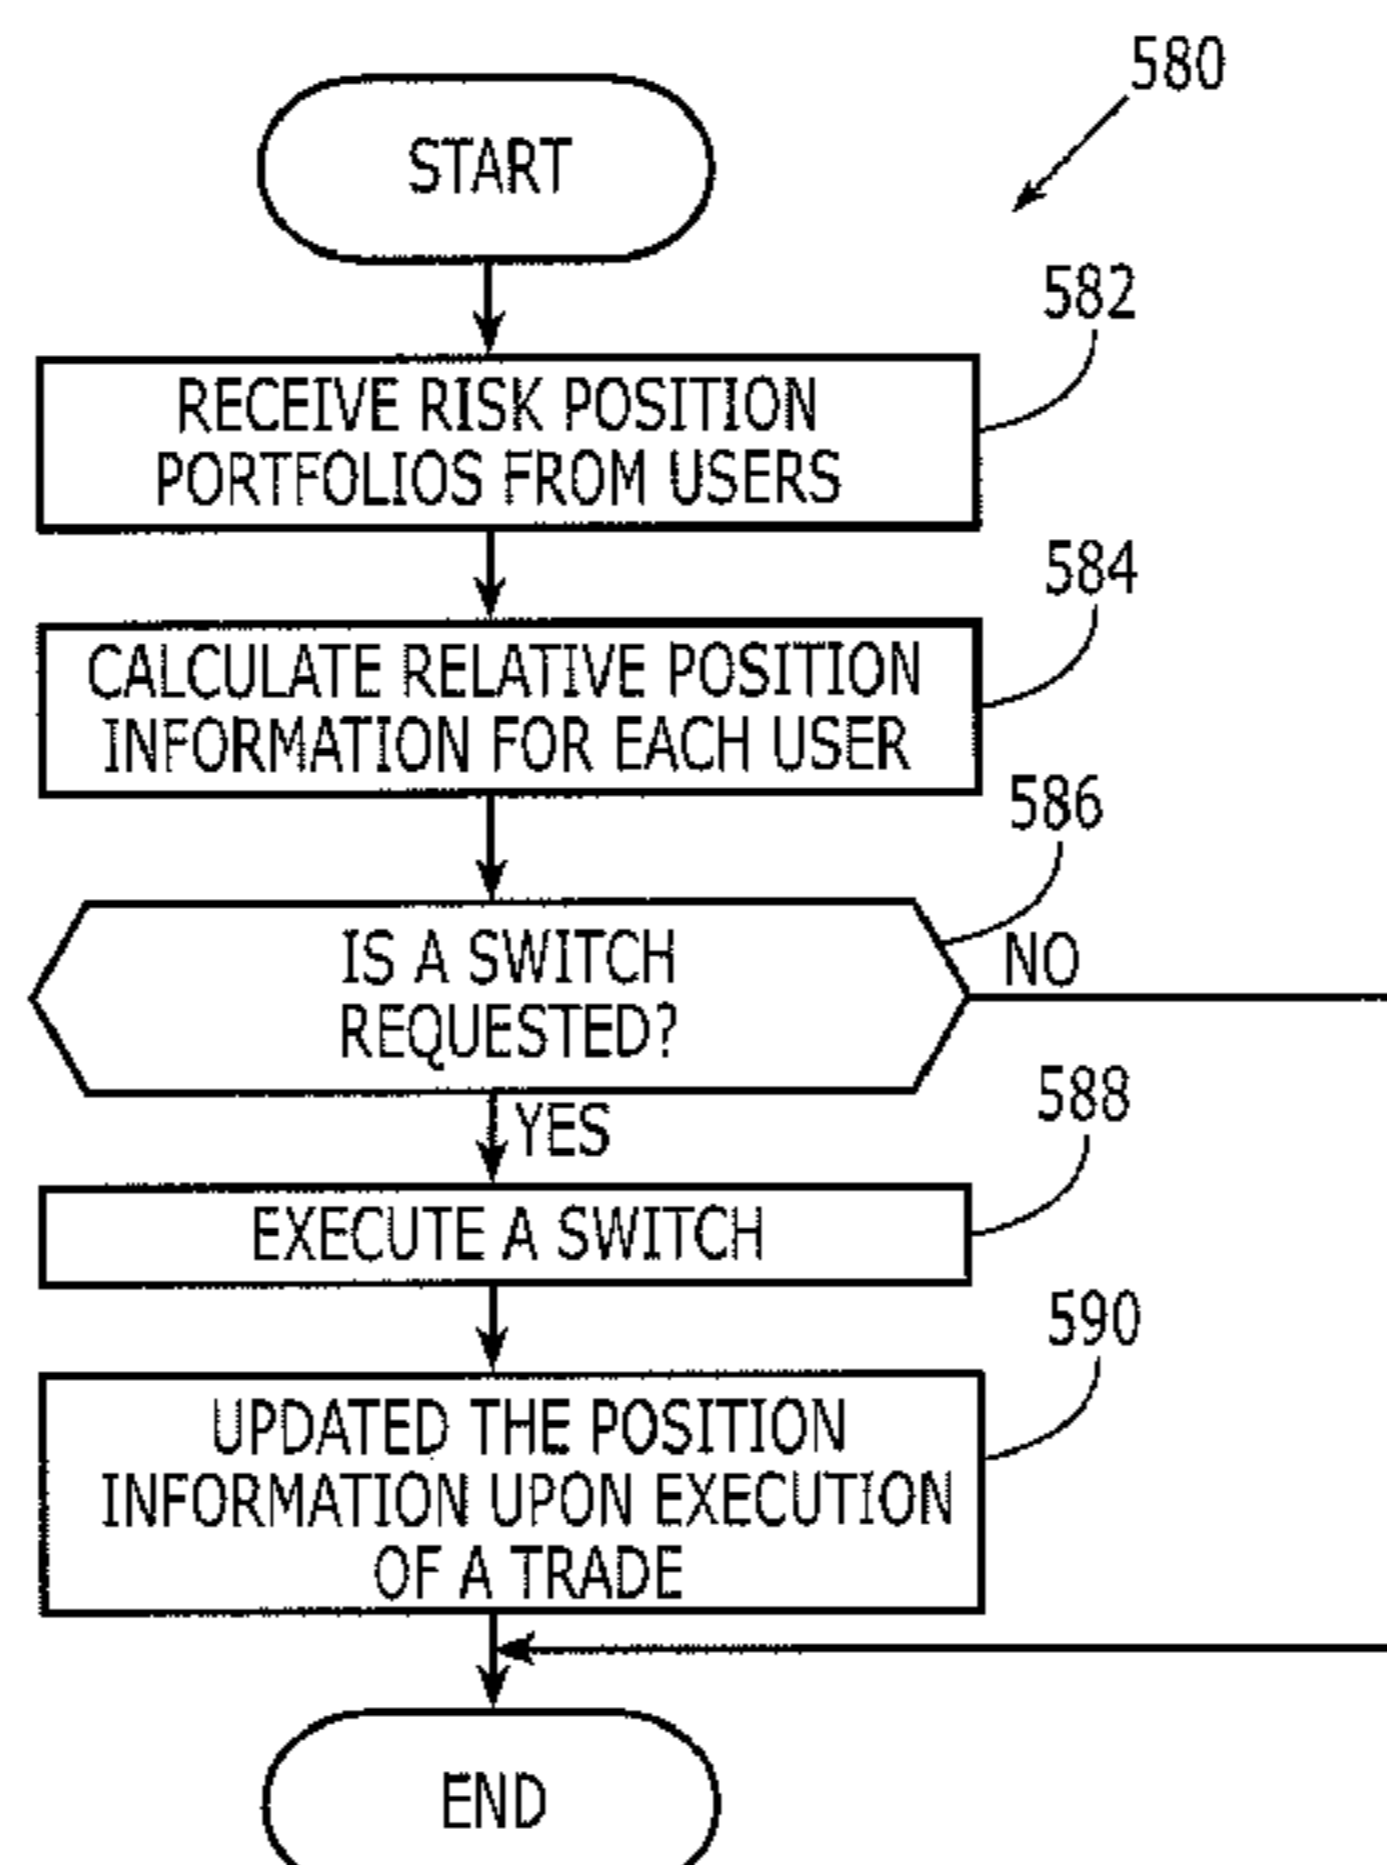 580
START
582
RECEIVE RISK POSITION
PORTFOLIOS FROM USERS
584
CALCULATE RELATIVE POSITION
INFORMATION FOR EACH USER
586
IS A SWITCH
REQUESTED?
NO
YES
588
EXECUTE A SWITCH
590
UPDATED THE POSITION
INFORMATION UPON EXECUTION
OF A TRADE
END